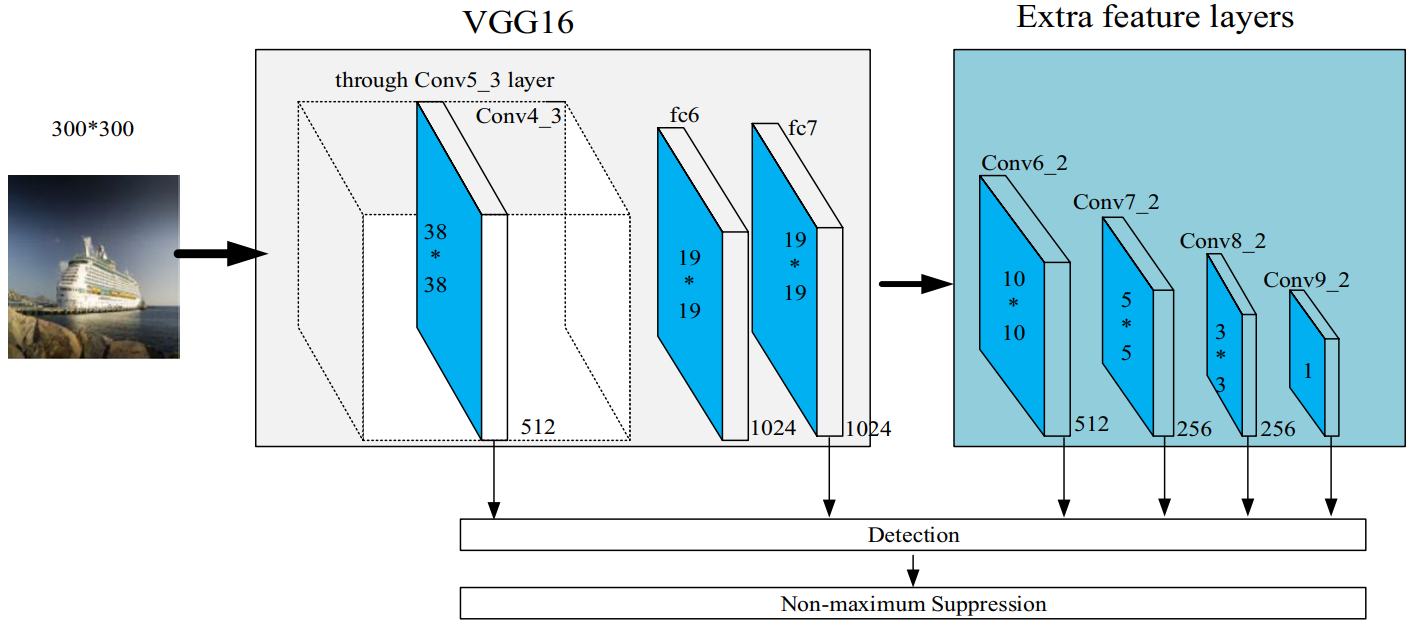 VGG16
Extra feature layers
300*300
through Conv5_3 layer
Conv4_3
fc6
fc7
38
*
38
19
*
19
19
*
19
512
1024
1024
Conv6_2
Conv7_2
Conv8_2
Conv9_2
10
*
10
5
*
5
3
*
3
1
512
256
256
Detection
Non-maximum Suppression